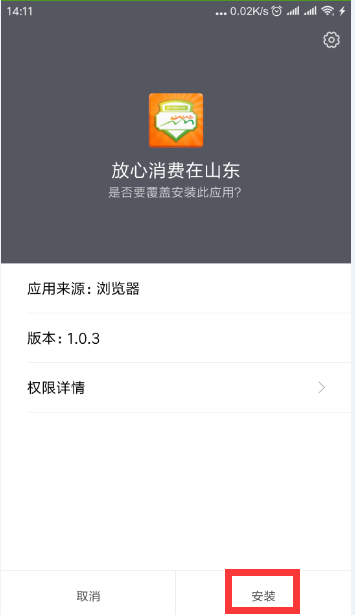 14:11 ... 0.02K/s
放心消费在山东
是否要覆盖安装此应用?
应用来源: 浏览器
版本: 1.0.3
权限详情
取消 安装